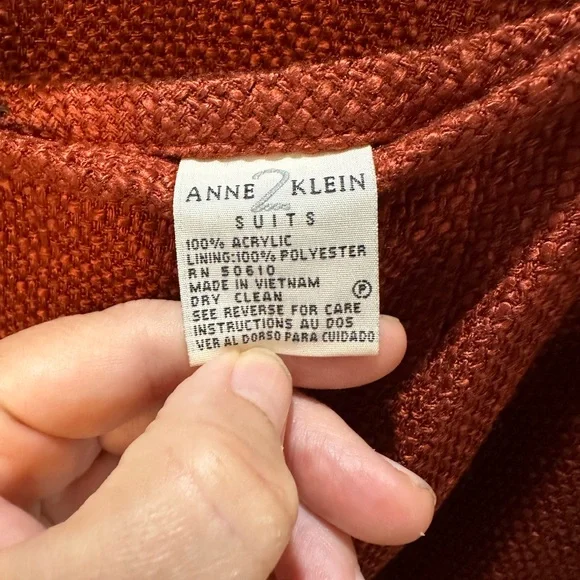 ANNE 2 KLEIN
SUITS
100% ACRYLIC
LINING:100% POLYESTER
RN 50610
MADE IN VIETNAM
DRY CLEAN P
SEE REVERSE FOR CARE
INSTRUCTIONS AU DOS
VER AL DORSO PARA CUIDADO